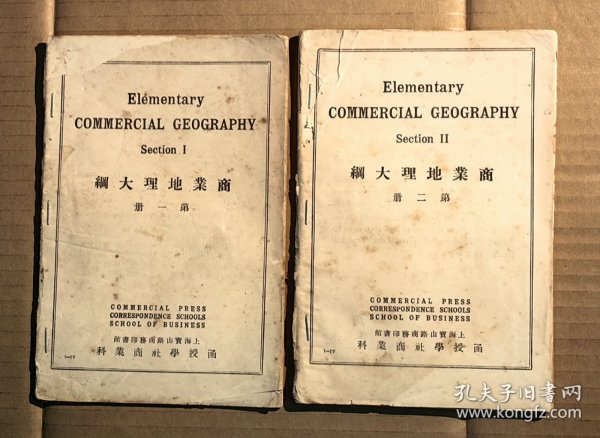 Elementary
COMMERCIAL GEOGRAPHY
Section I
商業地理大綱
第一册
COMMERCIAL PRESS
CORRESPONDENCE SCHOOLS
SCHOOL OF BUSINESS
上海寶山路商務印書館
函授學社商業科
Elementary
COMMERCIAL GEOGRAPHY
Section II
商業地理大綱
第二册
COMMERCIAL PRESS
CORRESPONDENCE SCHOOLS
SCHOOL OF BUSINESS
上海寶山路商務印書館
函授學社商業科
孔夫子旧书网
www.kongfz.com